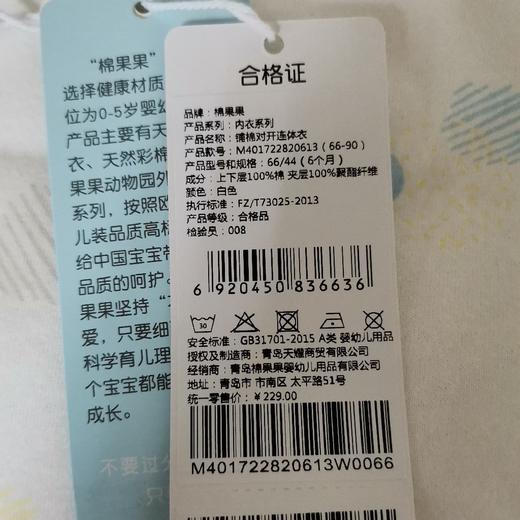 "棉果果"
选择健康材质
位为0-5岁婴幼
产品主要有天
衣、天然彩棉
果果动物园外
系列，按照欧
儿装品质高标
给中国宝宝带
品质的呵护。
果果坚持
爱，只要细
科学育儿理
个宝宝都能
成长。
不要过分
只
合格证
品牌：棉果果
产品系列：内衣系列
产品名称：铺棉对开连体衣
产品款号：M401722820613 (66-90)
产品型号和规格：66/44 (6个月)
成分：上下层100%棉 夹层100%聚酯纤维
颜色：白色
执行标准：FZ/T73025-2013
产品等级：合格品
检验员：008
6 920450 836636
30
安全标准：GB31701-2015 A类 婴幼儿用品
授权及制造商：青岛天耀商贸有限公司
经销商：青岛棉果果婴幼儿用品有限公司
地址：青岛市 市南区 太平路51号
统一零售价：￥229.00
M401722820613W0066